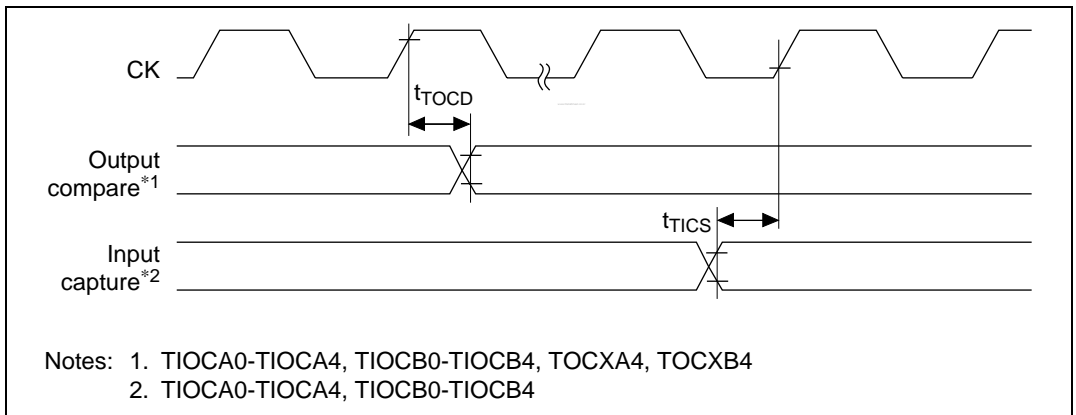 CK
tTOCD
Output
compare*1
tTICS
Input
capture*2
Notes: 1. TIOCA0-TIOCA4, TIOCB0-TIOCB4, TOCXA4, TOCXB4
2. TIOCA0-TIOCA4, TIOCB0-TIOCB4